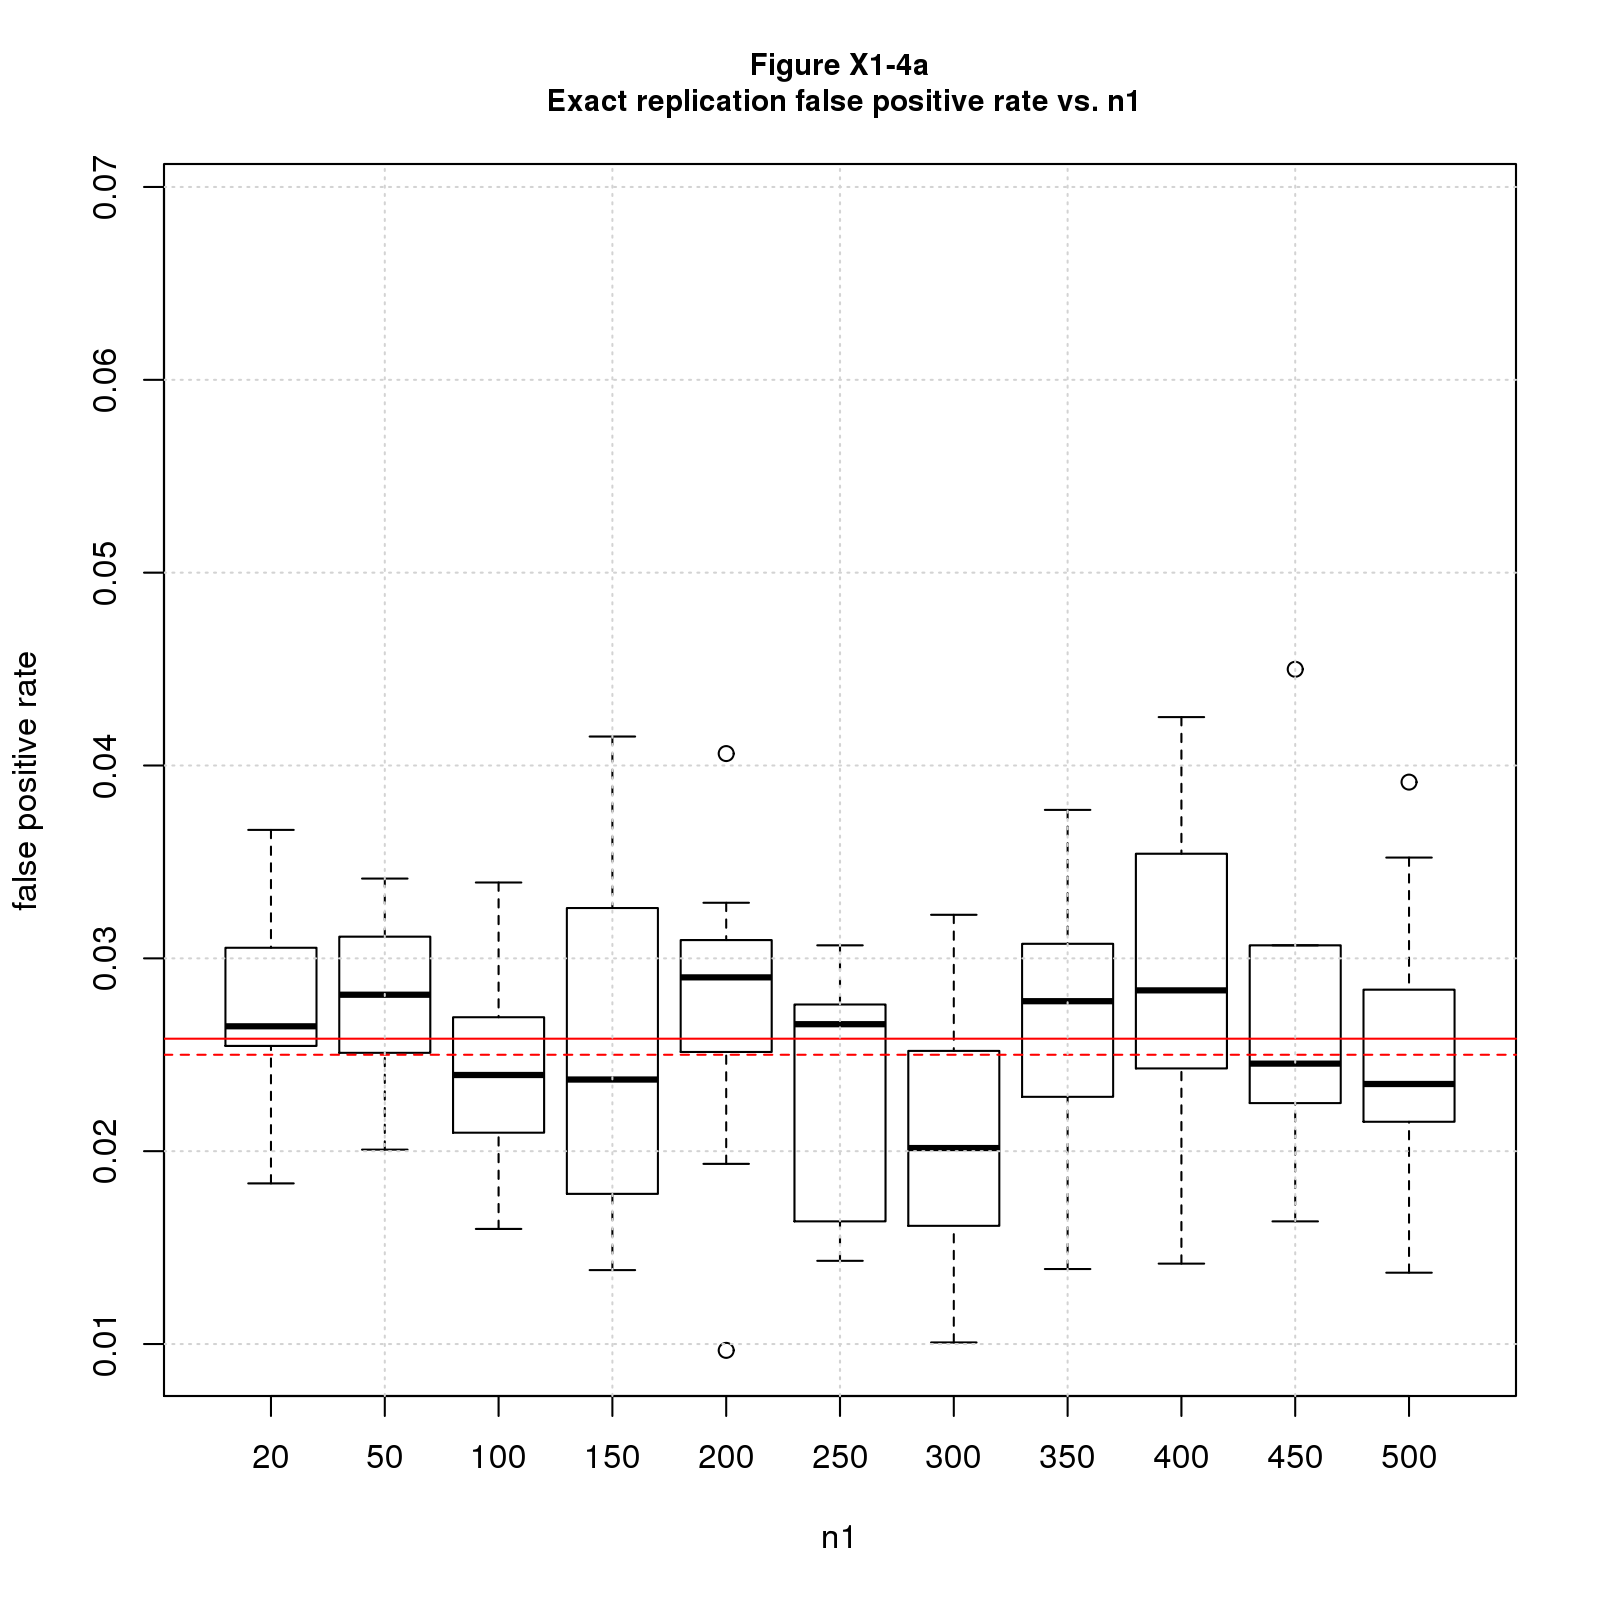 Figure X1-4a
Exact replication false positive rate vs. n1
false positive rate
0.07
0.06
0.05
0.04
0.03
0.02
0.01
20 50 100 150 200 250 300 350 400 450 500
n1